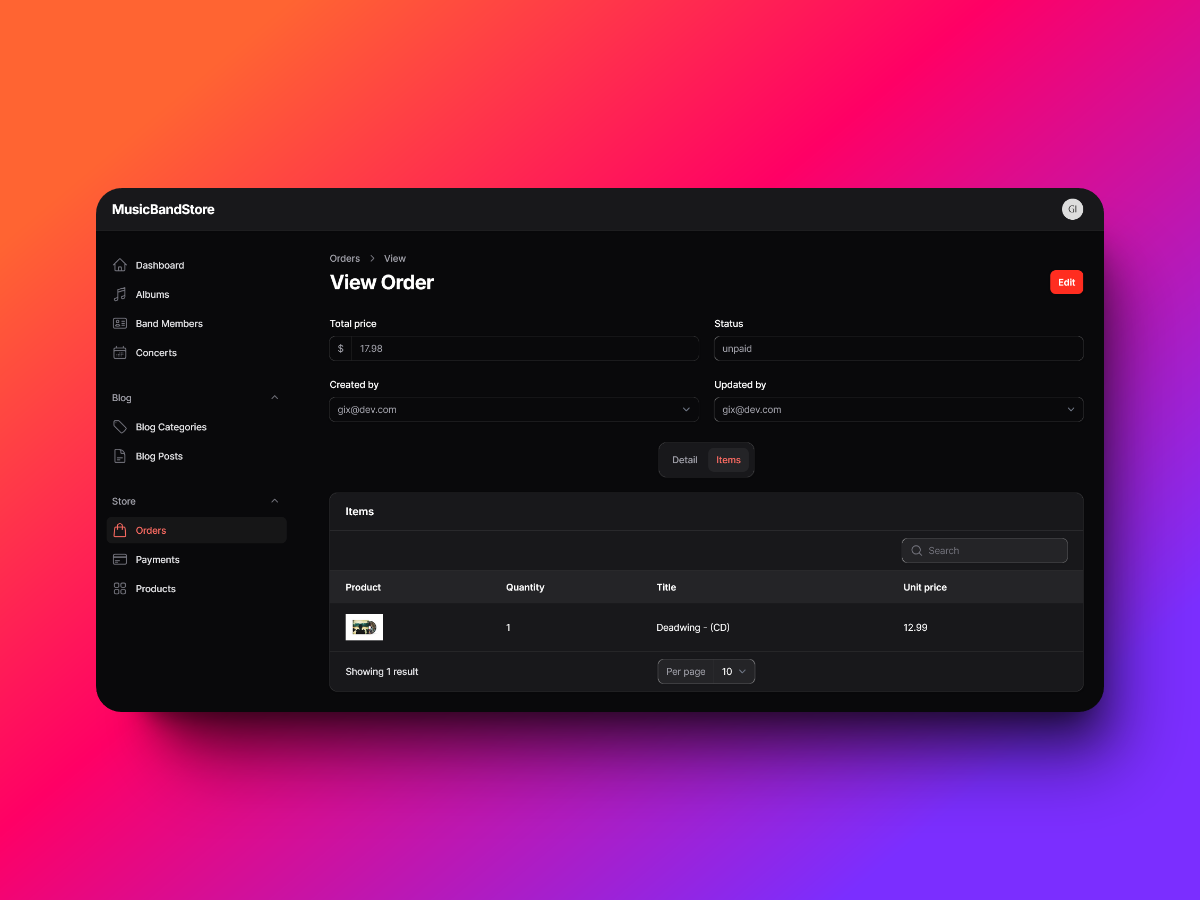 MusicBandStore
GI
Dashboard
Albums
Band Members
Concerts
Blog
Blog Categories
Blog Posts
Store
Orders
Payments
Products
Orders > View
View Order
Edit
Total price
$ 17.98
Status
unpaid
Created by
gix@dev.com
Updated by
gix@dev.com
Detail Items
Items
Search
Product Quantity Title Unit price
1 Deadwing - (CD) 12.99
Showing 1 result
Per page 10